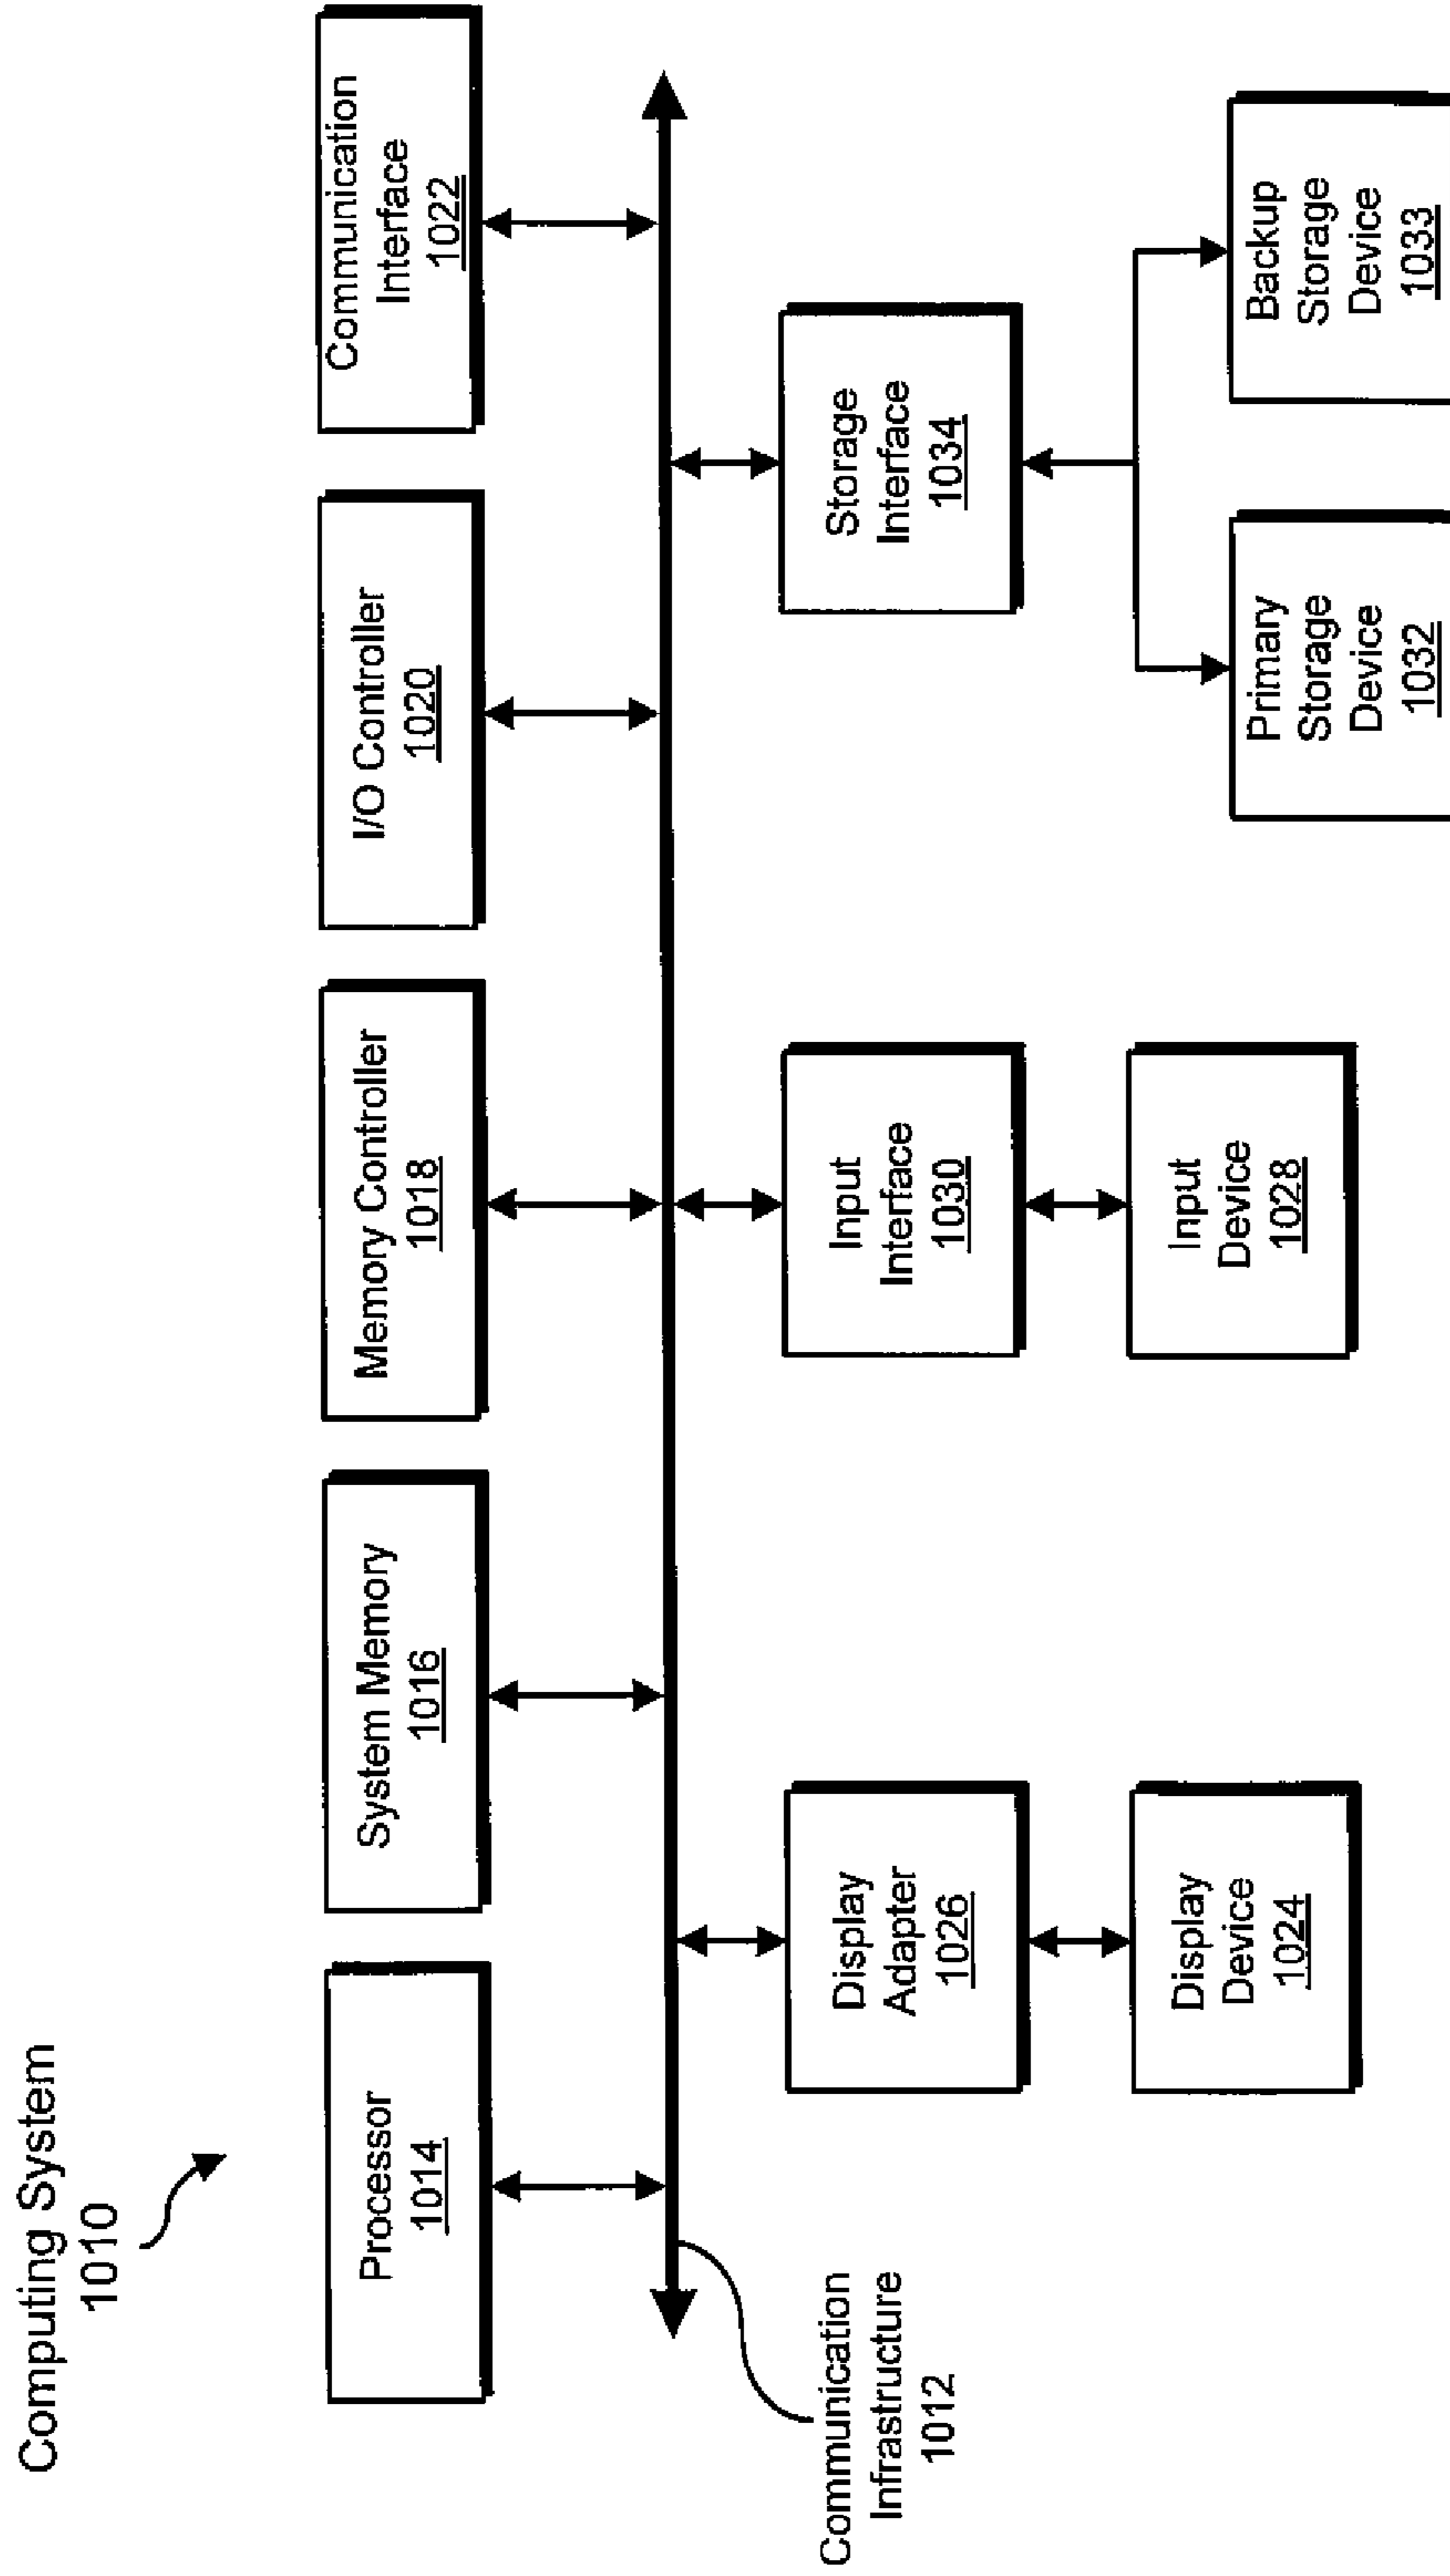 Computing System
1010
Processor
1014
System Memory
1016
Memory Controller
1018
I/O Controller
1020
Communication
Interface
1022
Communication
Infrastructure
1012
Display
Adapter
1026
Input
Interface
1030
Storage
Interface
1034
Display
Device
1024
Input
Device
1028
Primary
Storage
Device
1032
Backup
Storage
Device
1033